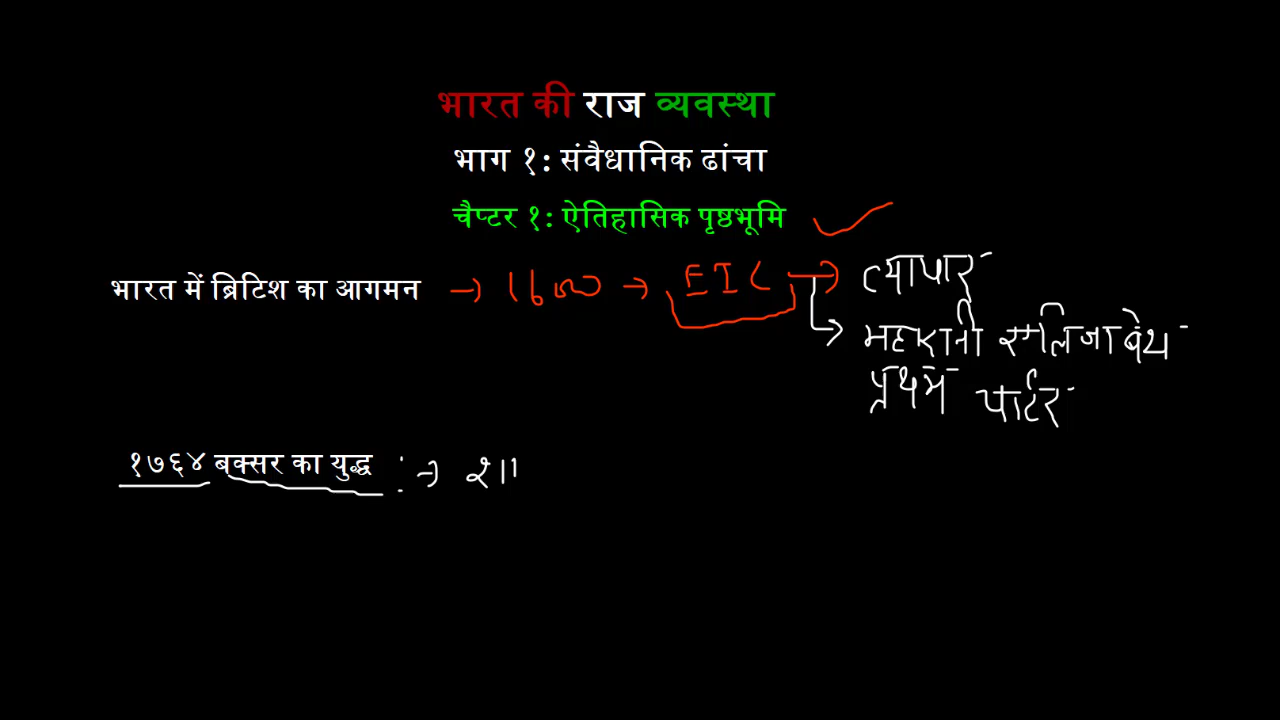 भारत की राज व्यवस्था
भाग १: संवैधानिक ढांचा
चैप्टर १: ऐतिहासिक पृष्ठभूमि
भारत में ब्रिटिश का आगमन → 1600 → EIC → व्यापार
→ महारानी एलिजाबेथ
प्रथम चार्टर
१७६४ बक्सर का युद्ध : →